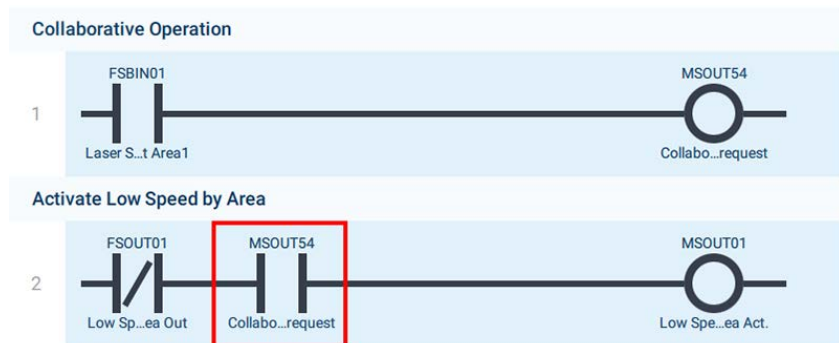 Collaborative Operation
FSBIN01 MSOUT54
1
Laser S...t Area1 Collabo...request
Activate Low Speed by Area
FSOUT01 MSOUT54 MSOUT01
2
Low Sp...ea Out Collabo...request Low Spe...ea Act.